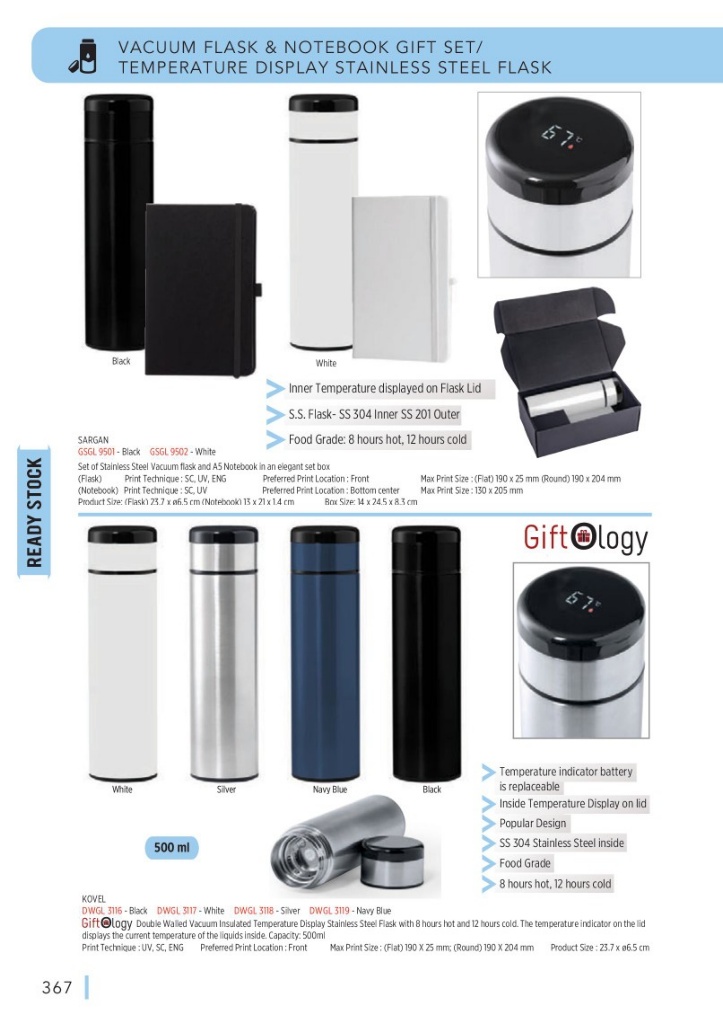 VACUUM FLASK & NOTEBOOK GIFT SET/
TEMPERATURE DISPLAY STAINLESS STEEL FLASK
67°C
Black
White
Inner Temperature displayed on Flask Lid
S.S. Flask- SS 304 Inner SS 201 Outer
Food Grade: 8 hours hot, 12 hours cold
SARGAN
GSGL 9501 - Black GSGL 9502 - White
Set of Stainless Steel Vacuum flask and A5 Notebook in an elegant set box
(Flask) Print Technique : SC, UV, ENG Preferred Print Location : Front Max Print Size : (Flat) 190 x 25 mm (Round) 190 x 204 mm
(Notebook) Print Technique : SC, UV Preferred Print Location : Bottom center Max Print Size : 130 x 205 mm
Product Size: (Flask) 23.7 x ø6.5 cm (Notebook) 13 x 21 x 1.4 cm Box Size: 14 x 24.5 x 8.3 cm
READY STOCK
GiftOlogy
67°C
White
Silver
Navy Blue
Black
Temperature indicator battery
is replaceable
Inside Temperature Display on lid
Popular Design
SS 304 Stainless Steel inside
Food Grade
8 hours hot, 12 hours cold
500 ml
KOVEL
DWGL 3116 - Black DWGL 3117 - White DWGL 3118 - Silver DWGL 3119 - Navy Blue
GiftOlogy Double Walled Vacuum Insulated Temperature Display Stainless Steel Flask with 8 hours hot and 12 hours cold. The temperature indicator on the lid
displays the current temperature of the liquids inside. Capacity: 500ml
Print Technique : UV, SC, ENG Preferred Print Location : Front Max Print Size : (Flat) 190 X 25 mm; (Round) 190 X 204 mm Product Size : 23.7 x ø6.5 cm
367